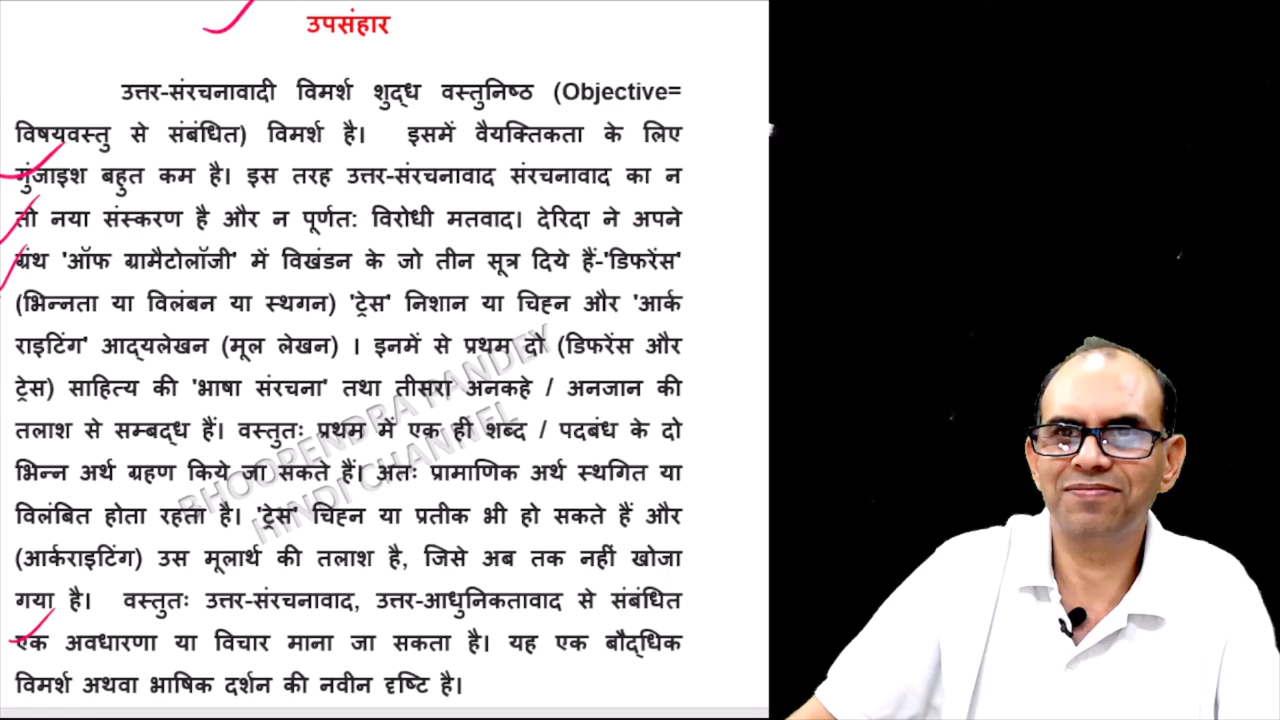 उपसंहार
उत्तर-संरचनावादी विमर्श शुद्ध वस्तुनिष्ठ (Objective=
विषयवस्तु से संबंधित) विमर्श है। इसमें वैयक्तिकता के लिए
गुंजाइश बहुत कम है। इस तरह उत्तर-संरचनावाद संरचनावाद का न
तो नया संस्करण है और न पूर्णत: विरोधी मतवाद। देरिदा ने अपने
ग्रंथ 'ऑफ ग्रामैटोलॉजी' में विखंडन के जो तीन सूत्र दिये हैं-'डिफरेंस'
(भिन्नता या विलंबन या स्थगन) 'ट्रेस' निशान या चिह्न और 'आर्क
राइटिंग' आद्यलेखन (मूल लेखन) । इनमें से प्रथम दो (डिफरेंस और
ट्रेस) साहित्य की 'भाषा संरचना' तथा तीसरा अनकहे / अनजान की
तलाश से सम्बद्ध हैं। वस्तुतः प्रथम में एक ही शब्द / पदबंध के दो
भिन्न अर्थ ग्रहण किये जा सकते हैं। अतः प्रामाणिक अर्थ स्थगित या
विलंबित होता रहता है। 'ट्रेस' चिह्न या प्रतीक भी हो सकते हैं और
(आर्कराइटिंग) उस मूलार्थ की तलाश है, जिसे अब तक नहीं खोजा
गया है। वस्तुतः उत्तर-संरचनावाद, उत्तर-आधुनिकतावाद से संबंधित
एक अवधारणा या विचार माना जा सकता है। यह एक बौद्धिक
विमर्श अथवा भाषिक दर्शन की नवीन दृष्टि है।
BHOOPENDRA PANDEY
HINDI CHANNEL